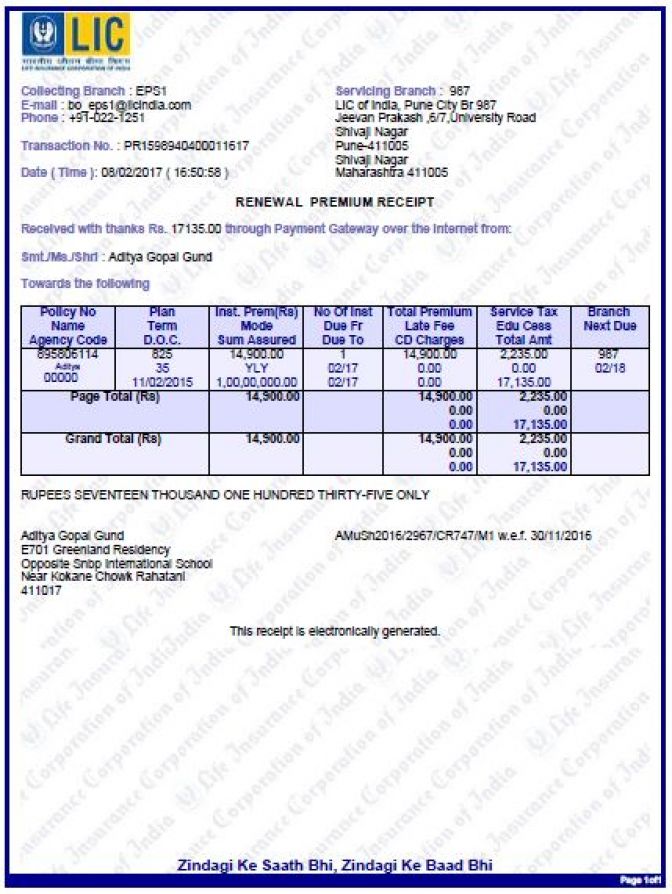 LIC
भारतीय जीवन बीमा निगम
LIFE INSURANCE CORPORATION OF INDIA
Collecting Branch : EPS1
E-mail : bo_eps1@licindia.com
Phone : +91-022-1251
Transaction No. : PR1598940400011617
Date ( Time ): 08/02/2017 ( 16:50:58 )
Servicing Branch : 987
LIC of India, Pune City Br 987
Jeevan Prakash ,6/7,University Road
Shivaji Nagar
Pune-411005
Shivaji Nagar
Maharashtra 411005
RENEWAL PREMIUM RECEIPT
Received with thanks Rs. 17135.00 through Payment Gateway over the Internet from:
Smt./Ms./Shri : Aditya Gopal Gund
Towards the following
Policy No Plan Inst. Prem(Rs) No Of Inst Total Premium Service Tax Branch
Name Term Mode Due Fr Late Fee Edu Cess Next Due
Agency Code D.O.C. Sum Assured Due To CD Charges Total Amt
895806114 825 14,900.00 1 14,900.00 2,235.00 987
Aditya 35 YLY 02/17 0.00 0.00 02/18
00000 11/02/2015 1,00,00,000.00 02/17 0.00 17,135.00
Page Total (Rs) 14,900.00 14,900.00 2,235.00
0.00 0.00
0.00 17,135.00
Grand Total (Rs) 14,900.00 14,900.00 2,235.00
0.00 0.00
0.00 17,135.00
RUPEES SEVENTEEN THOUSAND ONE HUNDRED THIRTY-FIVE ONLY
Aditya Gopal Gund
E701 Greenland Residency
Opposite Snbp International School
Near Kokane Chowk Rahatani
411017
AMuSh2016/2967/CR747/M1 w.e.f. 30/11/2016
This receipt is electronically generated.
Zindagi Ke Saath Bhi, Zindagi Ke Baad Bhi
Page 1of1